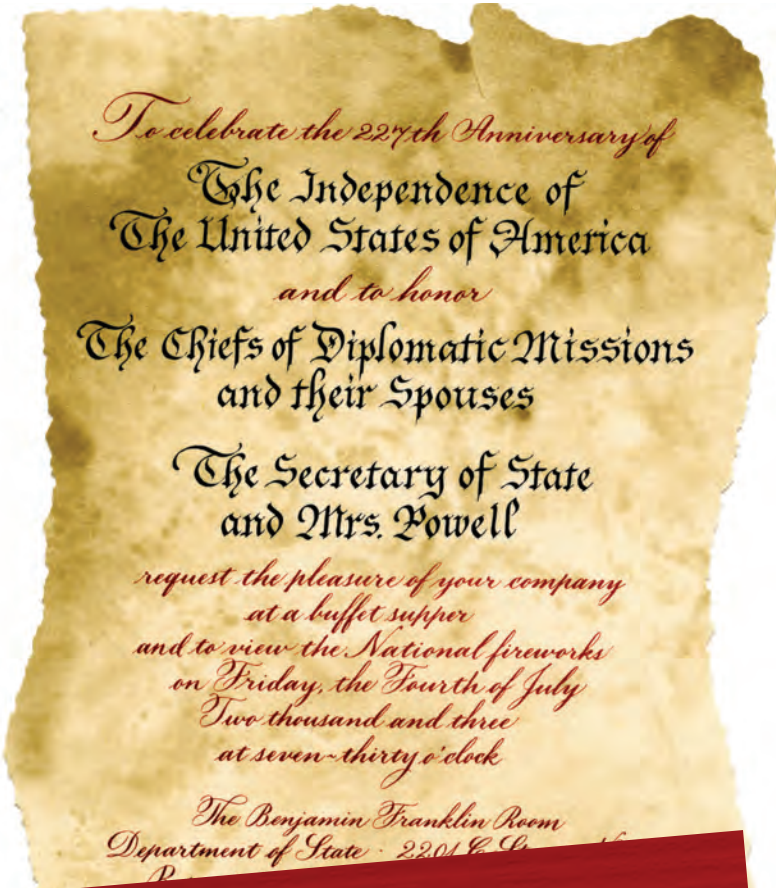 To celebrate the 227th Anniversary of
The Independence of
The United States of America
and to honor
The Chiefs of Diplomatic Missions
and their Spouses
The Secretary of State
and Mrs. Powell
request the pleasure of your company
at a buffet supper
and to view the National fireworks
on Friday, the Fourth of July
Two thousand and three
at seven-thirty o'clock
The Benjamin Franklin Room
Department of State · 2201 C